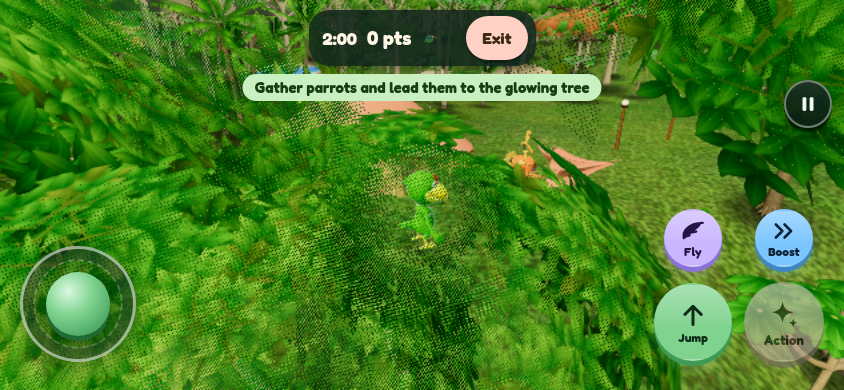 2:00 0 pts Exit
Gather parrots and lead them to the glowing tree
Fly
Boost
Jump
Action